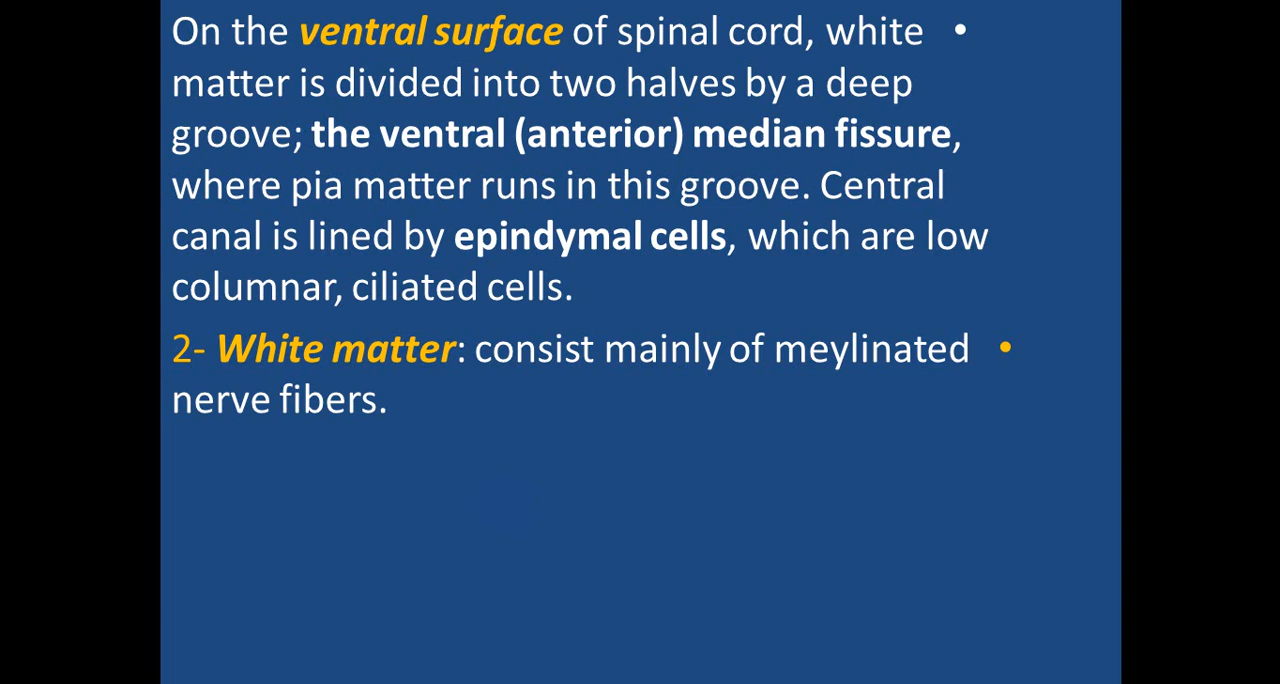 On the ventral surface of spinal cord, white •
matter is divided into two halves by a deep
groove; the ventral (anterior) median fissure,
where pia matter runs in this groove. Central
canal is lined by epindymal cells, which are low
columnar, ciliated cells.
2- White matter: consist mainly of meylinated •
nerve fibers.